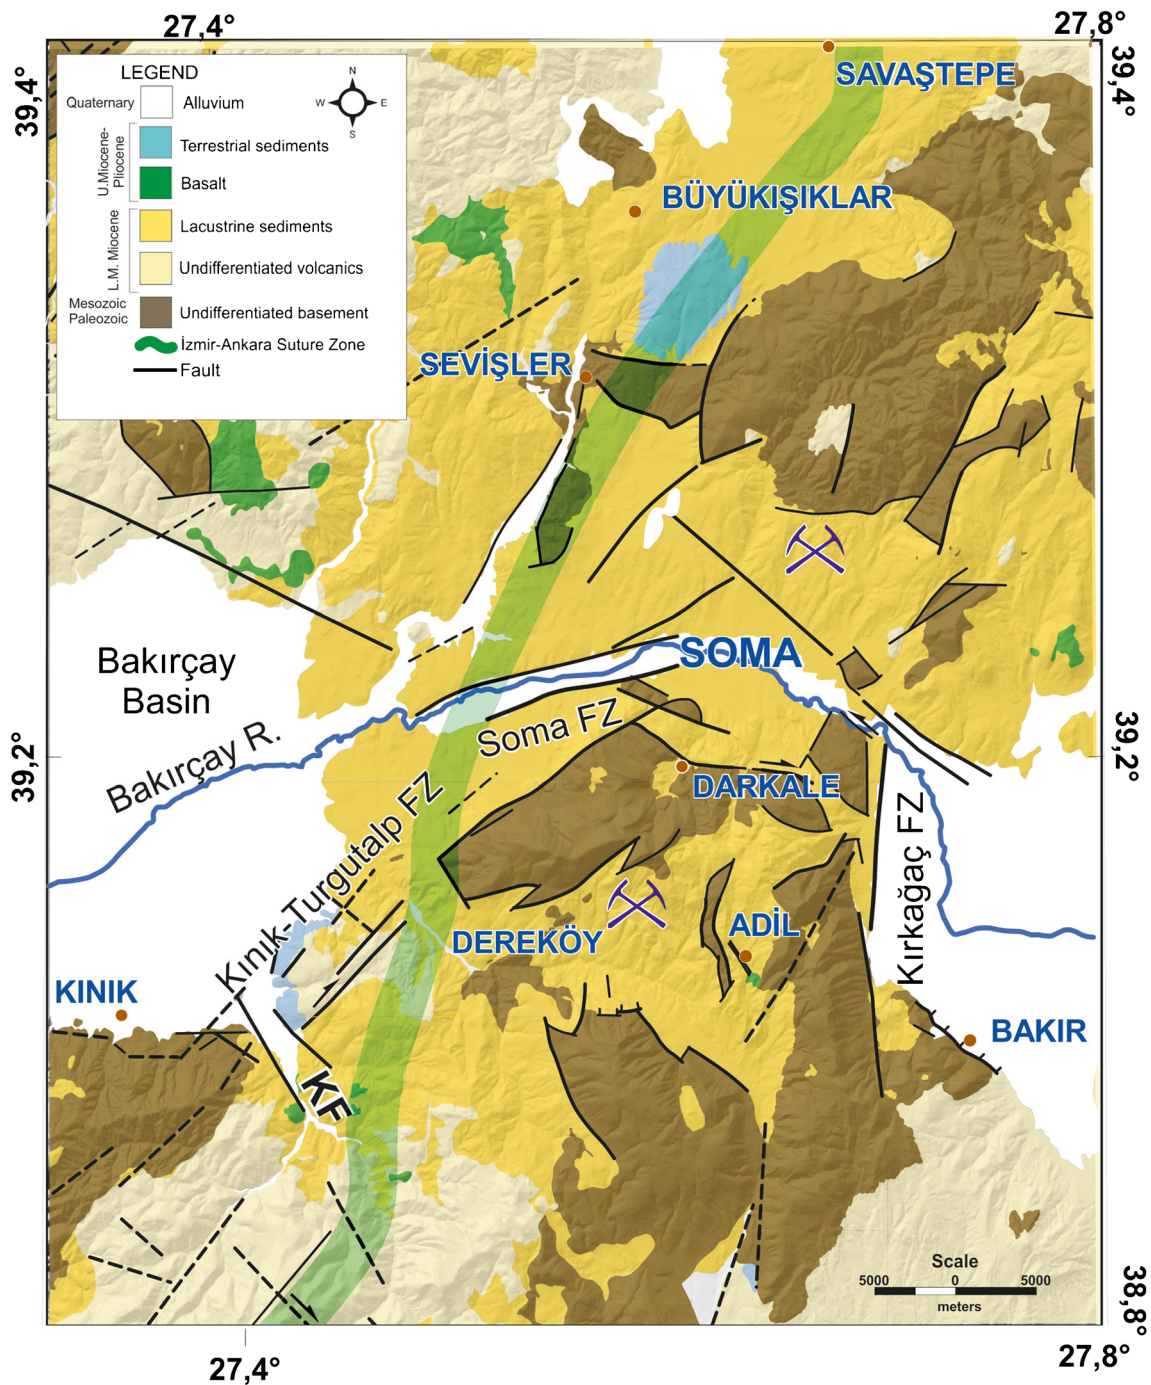 27,4°
27,8°
39,4°
39,4°
LEGEND
Quaternary
Alluvium
N
W
E
S
U.Miocene-
Pliocene
Terrestrial sediments
Basalt
L.M. Miocene
Lacustrine sediments
Undifferentiated volcanics
Mesozoic
Paleozoic
Undifferentiated basement
İzmir-Ankara Suture Zone
Fault
SAVAŞTEPE
BÜYÜKIŞIKLAR
SEVİŞLER
Bakırçay
Basin
Bakırçay R.
SOMA
Soma FZ
39,2°
39,2°
DARKALE
Kınık-Turgutalp FZ
Kırkağaç FZ
ADİL
DEREKÖY
KINIK
BAKIR
KF
Scale
5000
0
5000
meters
38,8°
27,4°
27,8°